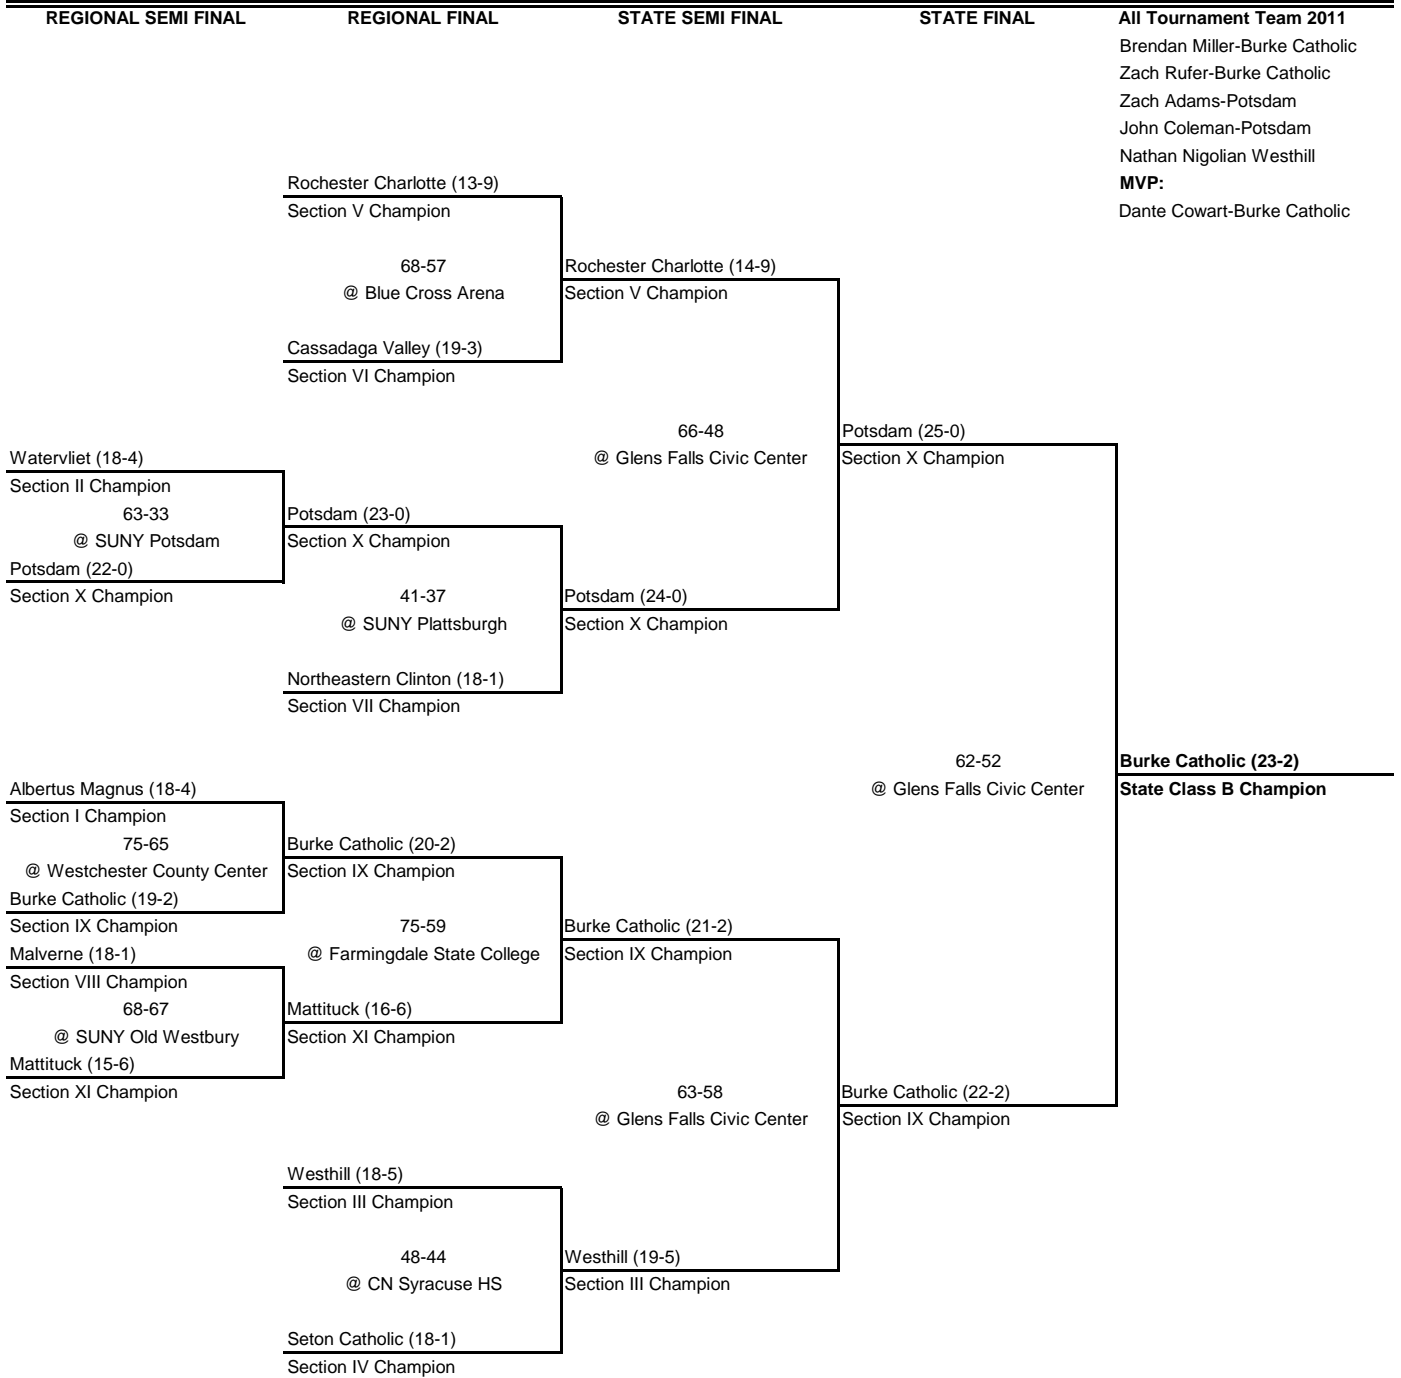 REGIONAL SEMI FINAL
REGIONAL FINAL
STATE SEMI FINAL
STATE FINAL
All Tournament Team 2011
Brendan Miller-Burke Catholic
Zach Rufer-Burke Catholic
Zach Adams-Potsdam
John Coleman-Potsdam
Nathan Nigolian Westhill
MVP:
Dante Cowart-Burke Catholic
Rochester Charlotte (13-9)
Section V Champion
68-57
@ Blue Cross Arena
Cassadaga Valley (19-3)
Section VI Champion
Rochester Charlotte (14-9)
Section V Champion
66-48
@ Glens Falls Civic Center
Potsdam (25-0)
Section X Champion
Watervliet (18-4)
Section II Champion
63-33
@ SUNY Potsdam
Potsdam (22-0)
Section X Champion
Potsdam (23-0)
Section X Champion
41-37
@ SUNY Plattsburgh
Northeastern Clinton (18-1)
Section VII Champion
Potsdam (24-0)
Section X Champion
62-52
@ Glens Falls Civic Center
Burke Catholic (23-2)
State Class B Champion
Albertus Magnus (18-4)
Section I Champion
75-65
@ Westchester County Center
Burke Catholic (19-2)
Section IX Champion
Malverne (18-1)
Section VIII Champion
68-67
@ SUNY Old Westbury
Mattituck (15-6)
Section XI Champion
Burke Catholic (20-2)
Section IX Champion
75-59
@ Farmingdale State College
Mattituck (16-6)
Section XI Champion
Burke Catholic (21-2)
Section IX Champion
63-58
@ Glens Falls Civic Center
Burke Catholic (22-2)
Section IX Champion
Westhill (18-5)
Section III Champion
48-44
@ CN Syracuse HS
Seton Catholic (18-1)
Section IV Champion
Westhill (19-5)
Section III Champion